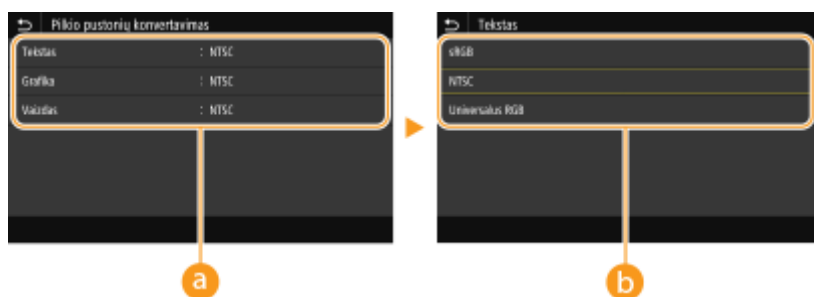 Pilkio pustonių konvertavimas
Tekstas : NTSC
Grafika : NTSC
Vaizdas : NTSC
a
Tekstas
sRGB
NTSC
Universalus RGB
b